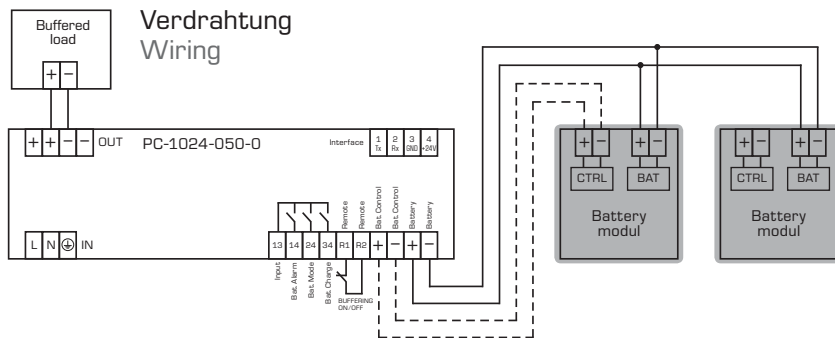 Verdrahtung
Wiring
Buffered
load
+ −
+ + − − OUT
PC-1024-050-0
Interface
1 Tx
2 Rx
3 GND
4 +24V
L N IN
13 14 24 34 R1 R2 + − + −
Input
Bat. Alarm
Bat. Mode
Bat. Charge
Remote
Remote
Bat. Control
Bat. Control
Battery
Battery
BUFFERING
ON/OFF
+ − + −
CTRL BAT
Battery
modul
+ − + −
CTRL BAT
Battery
modul